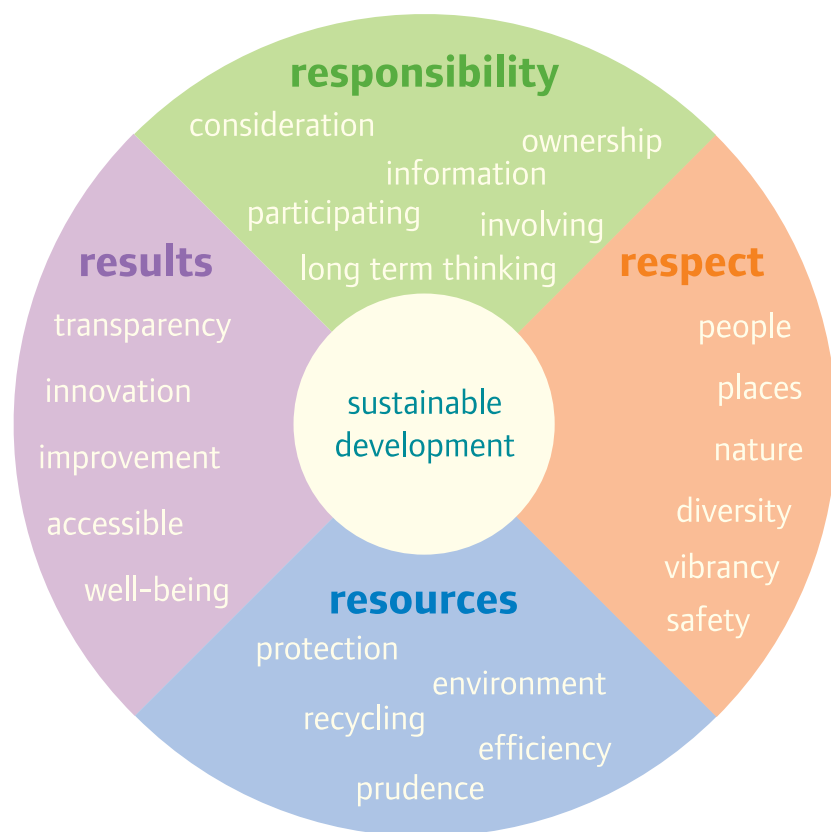 responsibility
consideration
ownership
information
participating
involving
long term thinking
results
transparency
innovation
improvement
accessible
well-being
respect
people
places
nature
diversity
vibrancy
safety
sustainable
development
resources
protection
environment
recycling
efficiency
prudence